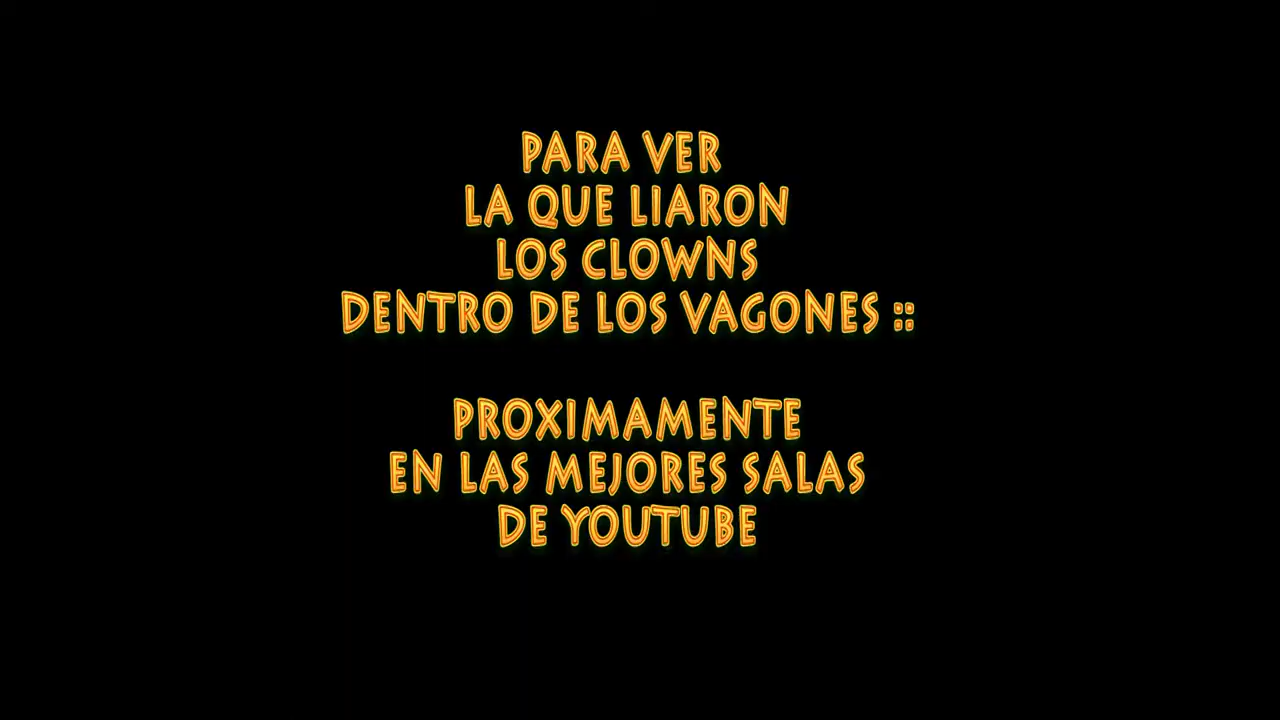 PARA VER
LA QUE LIARON
LOS CLOWNS
DENTRO DE LOS VAGONES ::
PROXIMAMENTE
EN LAS MEJORES SALAS
DE YOUTUBE